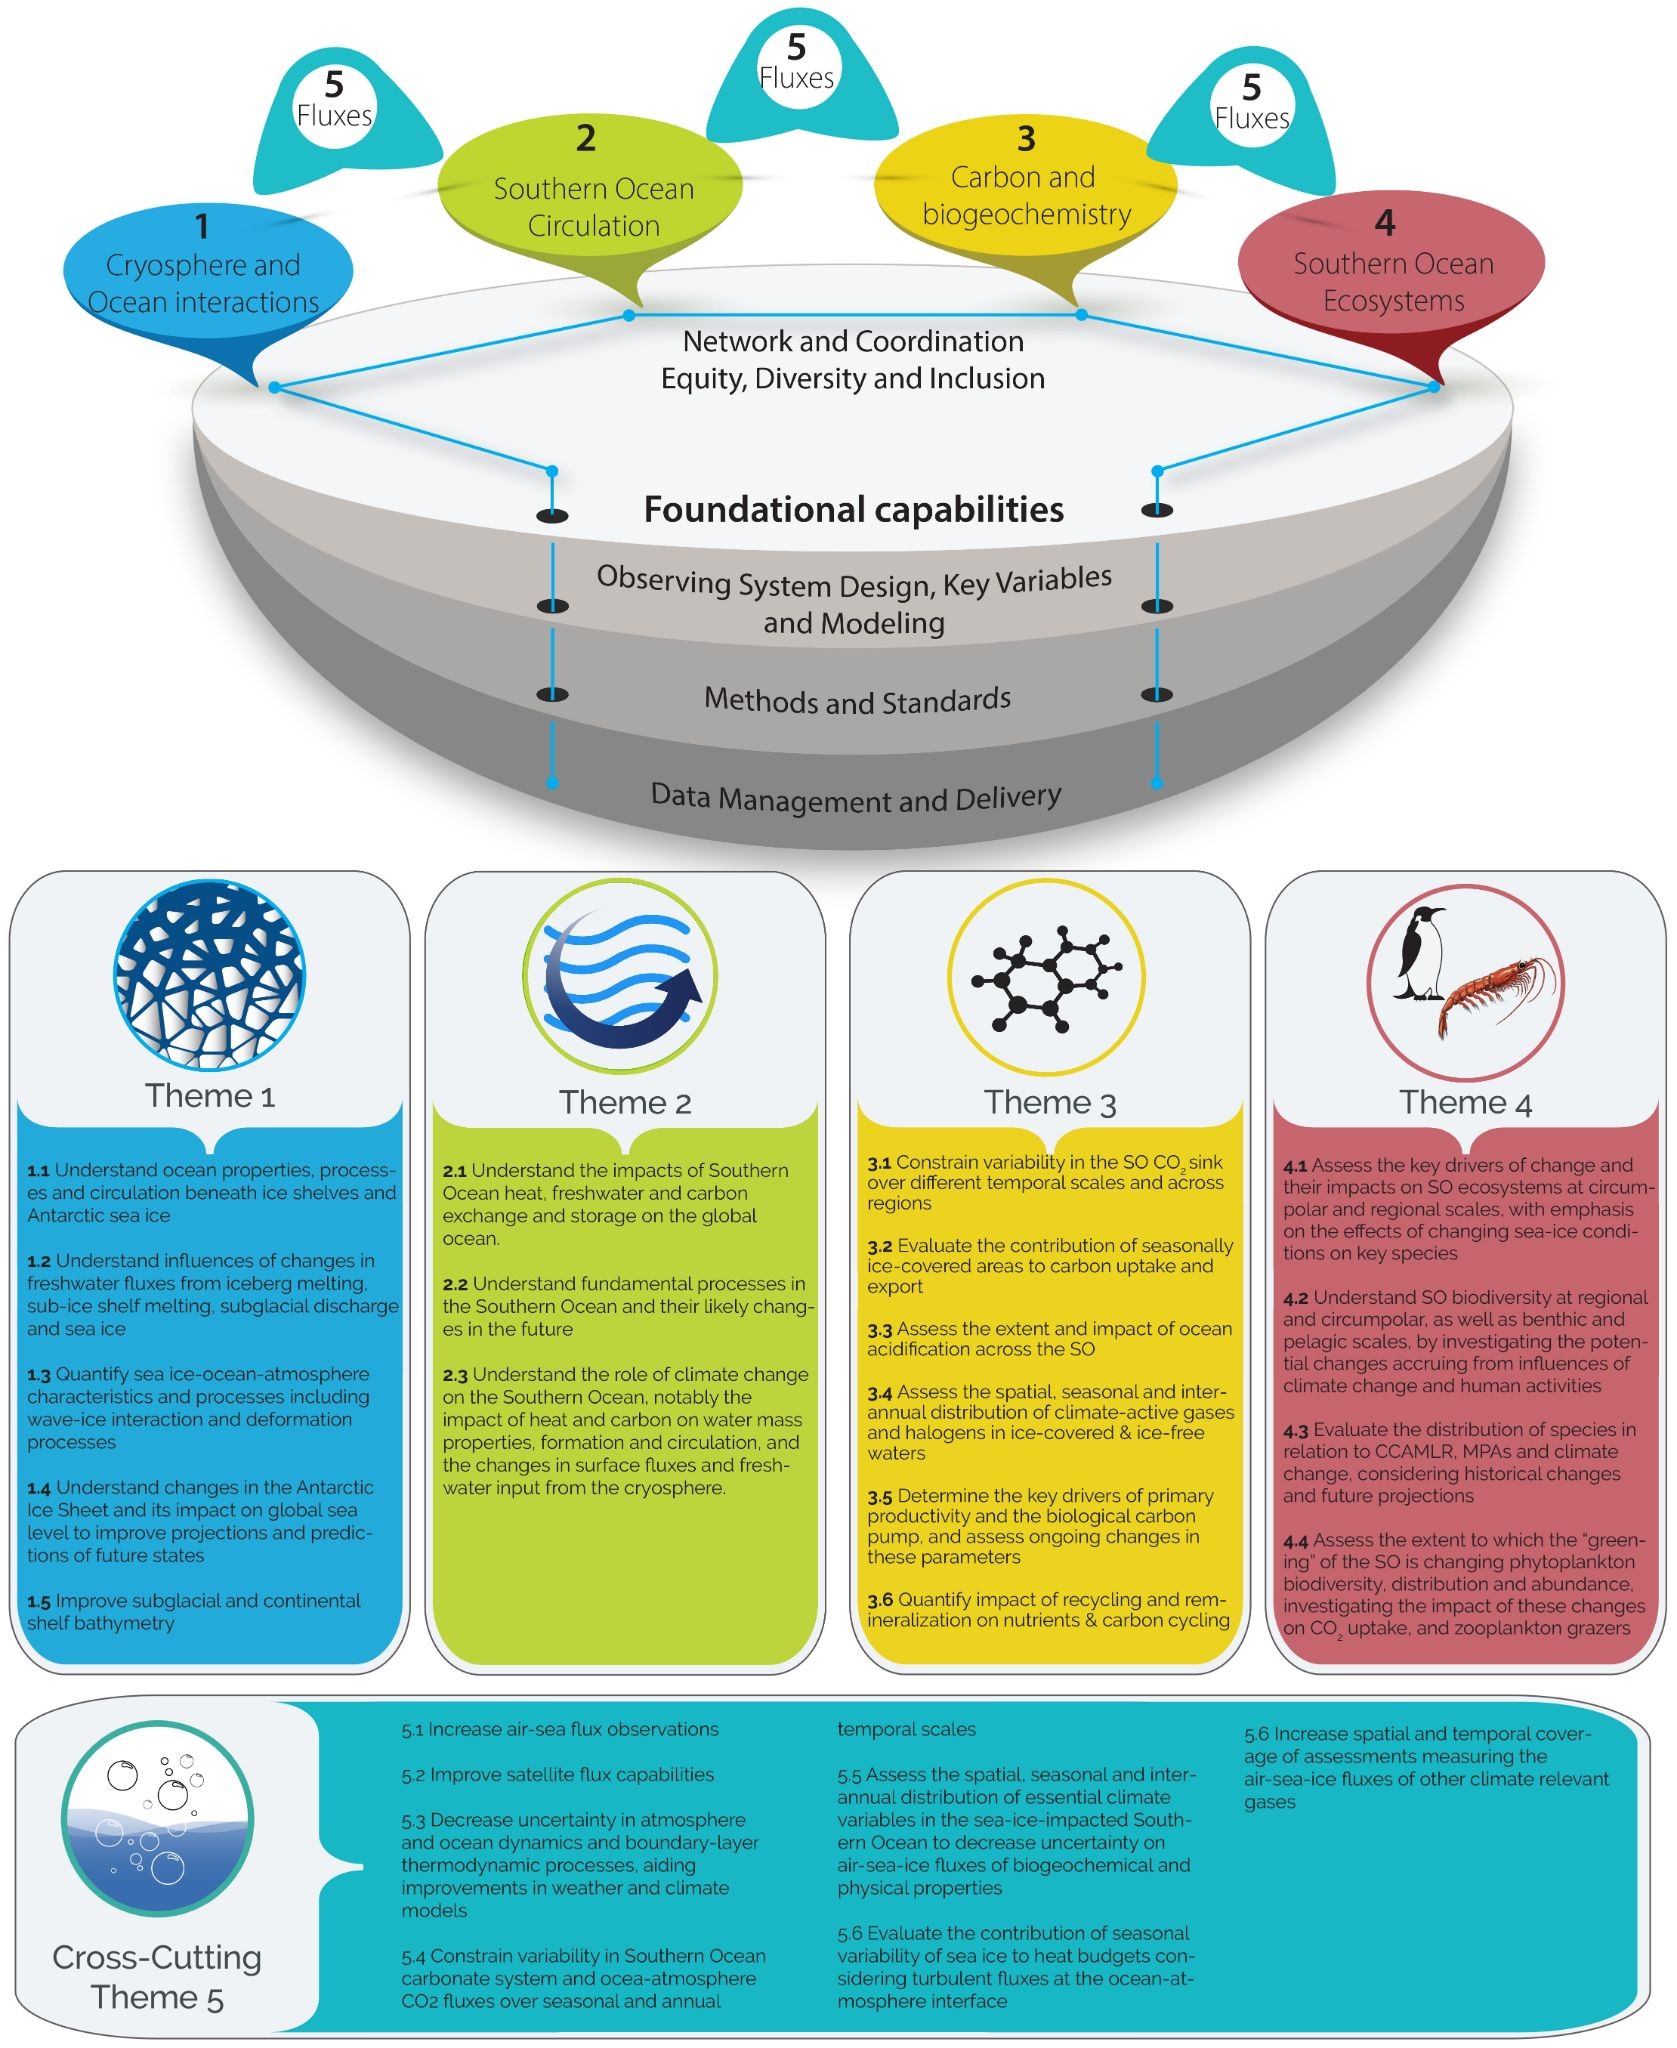 5
Fluxes
5
Fluxes
5
Fluxes
1
Cryosphere and
Ocean interactions
2
Southern Ocean
Circulation
3
Carbon and
biogeochemistry
4
Southern Ocean
Ecosystems
Network and Coordination
Equity, Diversity and Inclusion
Foundational capabilities
Observing System Design, Key Variables
and Modeling
Methods and Standards
Data Management and Delivery
Theme 1
1.1 Understand ocean properties, process-
es and circulation beneath ice shelves and
Antarctic sea ice
1.2 Understand influences of changes in
freshwater fluxes from iceberg melting,
sub-ice shelf melting, subglacial discharge
and sea ice
1.3 Quantify sea ice-ocean-atmosphere
characteristics and processes including
wave-ice interaction and deformation
processes
1.4 Understand changes in the Antarctic
Ice Sheet and its impact on global sea
level to improve projections and predic-
tions of future states
1.5 Improve subglacial and continental
shelf bathymetry
Theme 2
2.1 Understand the impacts of Southern
Ocean heat, freshwater and carbon
exchange and storage on the global
ocean.
2.2 Understand fundamental processes in
the Southern Ocean and their likely chang-
es in the future
2.3 Understand the role of climate change
on the Southern Ocean, notably the
impact of heat and carbon on water mass
properties, formation and circulation, and
the changes in surface fluxes and fresh-
water input from the cryosphere.
Theme 3
3.1 Constrain variability in the SO CO₂ sink
over different temporal scales and across
regions
3.2 Evaluate the contribution of seasonally
ice-covered areas to carbon uptake and
export
3.3 Assess the extent and impact of ocean
acidification across the SO
3.4 Assess the spatial, seasonal and inter-
annual distribution of climate-active gases
and halogens in ice-covered & ice-free
waters
3.5 Determine the key drivers of primary
productivity and the biological carbon
pump, and assess ongoing changes in
these parameters
3.6 Quantify impact of recycling and rem-
ineralization on nutrients & carbon cycling
Theme 4
4.1 Assess the key drivers of change and
their impacts on SO ecosystems at circum-
polar and regional scales, with emphasis
on the effects of changing sea-ice condi-
tions on key species
4.2 Understand SO biodiversity at regional
and circumpolar, as well as benthic and
pelagic scales, by investigating the poten-
tial changes accruing from influences of
climate change and human activities
4.3 Evaluate the distribution of species in
relation to CCAMLR, MPAs and climate
change, considering historical changes
and future projections
4.4 Assess the extent to which the “green-
ing” of the SO is changing phytoplankton
biodiversity, distribution and abundance,
investigating the impact of these changes
on CO₂ uptake, and zooplankton grazers
Cross-Cutting
Theme 5
5.1 Increase air-sea flux observations
5.2 Improve satellite flux capabilities
5.3 Decrease uncertainty in atmosphere
and ocean dynamics and boundary-layer
thermodynamic processes, aiding
improvements in weather and climate
models
5.4 Constrain variability in Southern Ocean
carbonate system and ocea-atmosphere
CO2 fluxes over seasonal and annual
temporal scales
5.5 Assess the spatial, seasonal and inter-
annual distribution of essential climate
variables in the sea-ice-impacted South-
ern Ocean to decrease uncertainty on
air-sea-ice fluxes of biogeochemical and
physical properties
5.6 Evaluate the contribution of seasonal
variability of sea ice to heat budgets con-
sidering turbulent fluxes at the ocean-at-
mosphere interface
5.6 Increase spatial and temporal cover-
age of assessments measuring the
air-sea-ice fluxes of other climate relevant
gases